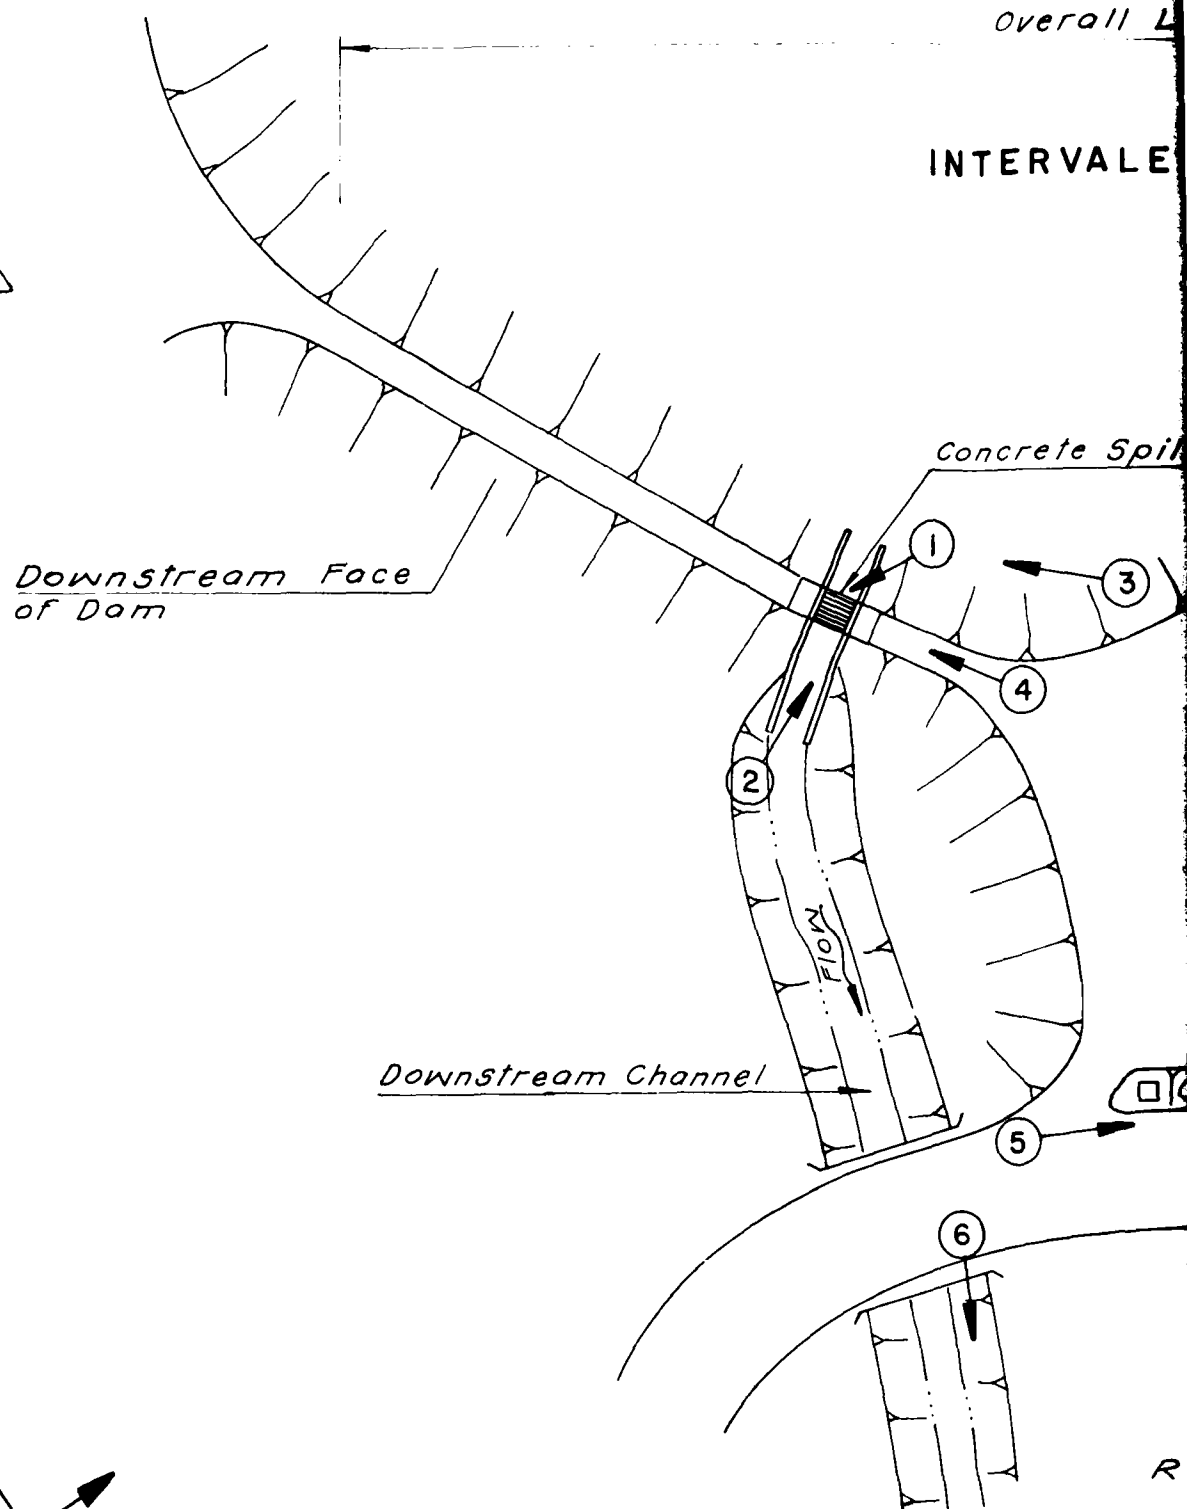 Overall L
INTERVALE
Concrete Spil
1
Downstream Face
of Dam
3
4
2
Flow
Downstream Channel
5
6
R